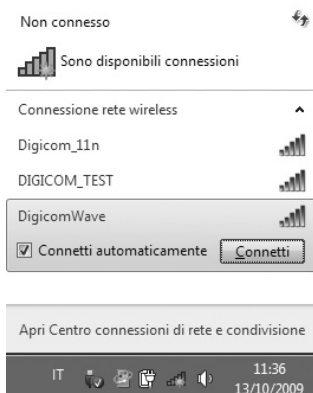 Non connesso
Sono disponibili connessioni
Connessione rete wireless
Digicom_11n
DIGICOM_TEST
DigicomWave
Connetti automaticamente Connetti
Apri Centro connessioni di rete e condivisione
IT 11:36
13/10/2009